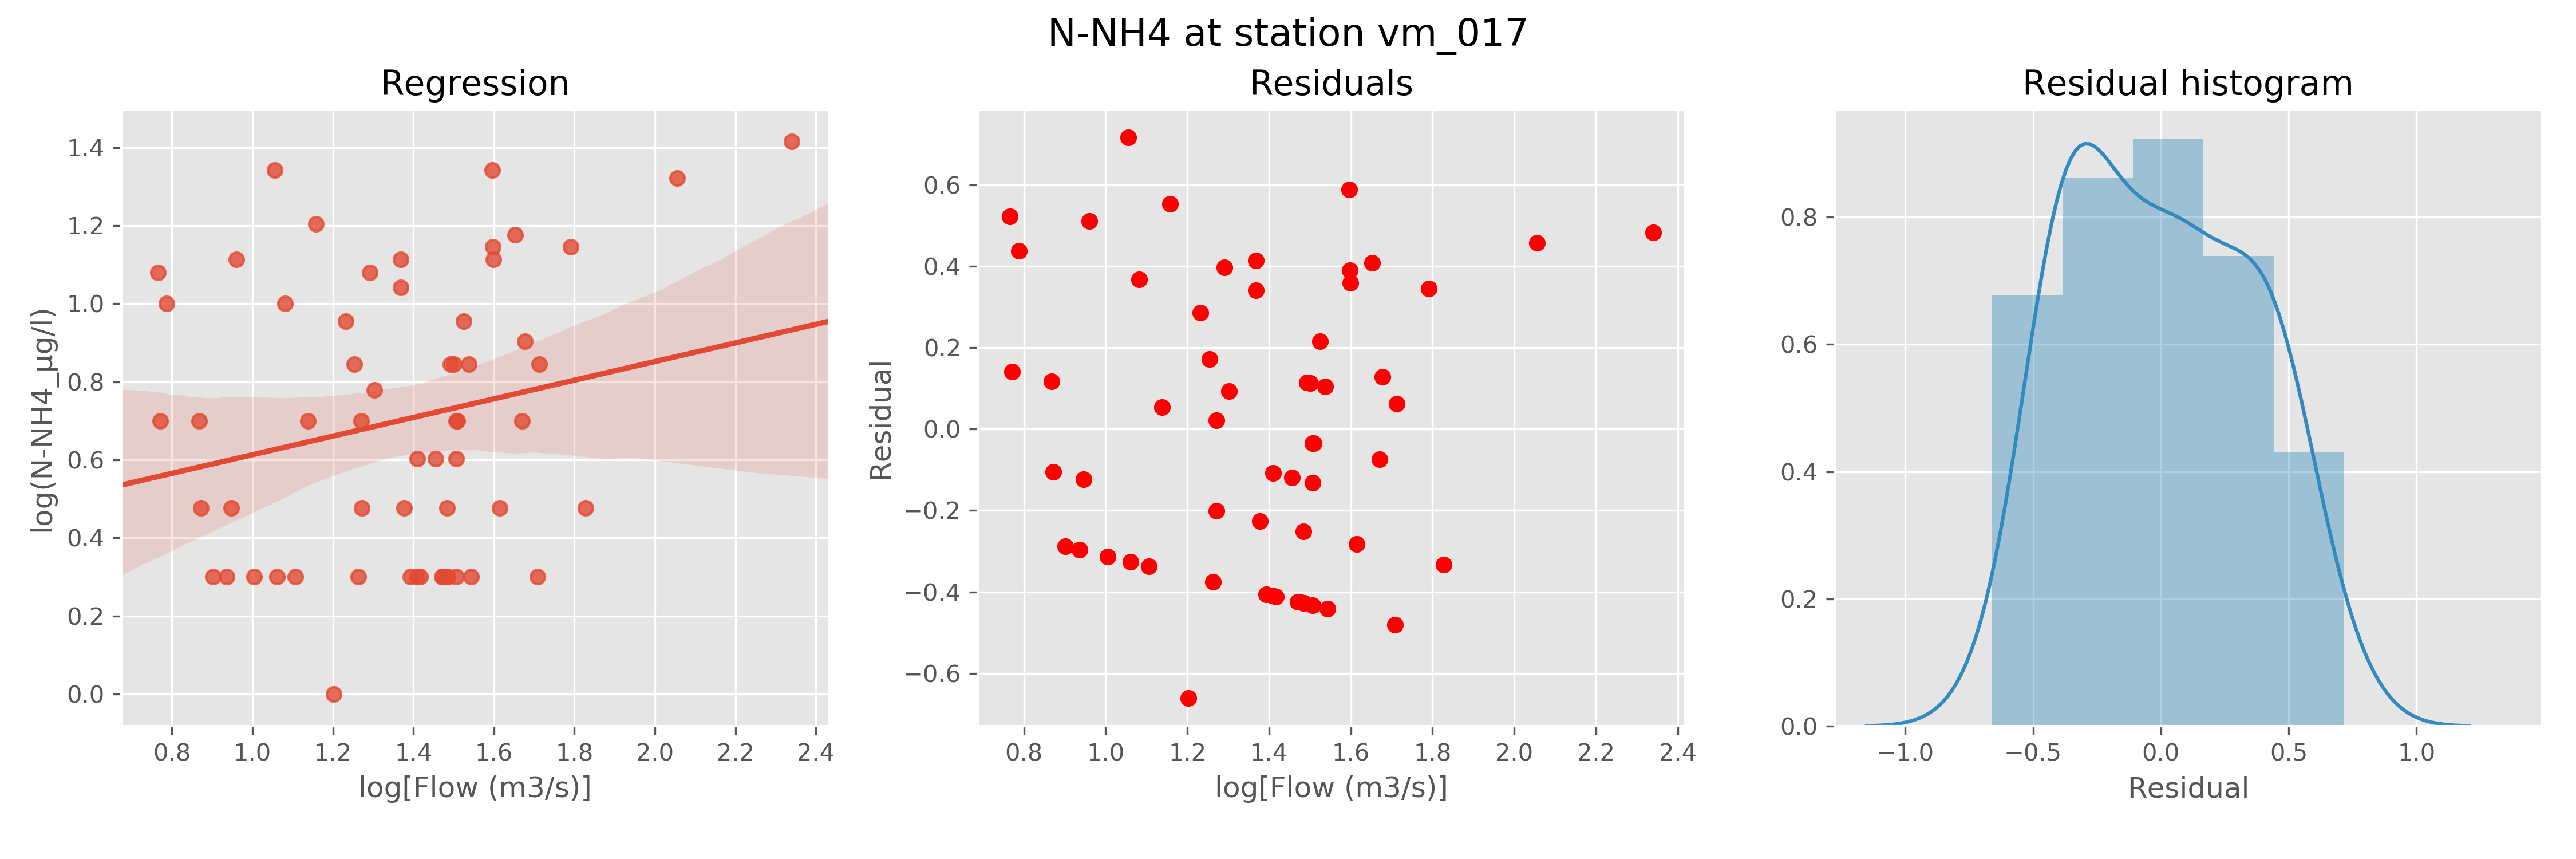 N-NH4 at station vm_017
Regression
log(N-NH4_µg/l)
1.4
1.2
1.0
0.8
0.6
0.4
0.2
0.0
0.8 1.0 1.2 1.4 1.6 1.8 2.0 2.2 2.4
log[Flow (m3/s)]
Residuals
Residual
0.6
0.4
0.2
0.0
−0.2
−0.4
−0.6
0.8 1.0 1.2 1.4 1.6 1.8 2.0 2.2 2.4
log[Flow (m3/s)]
Residual histogram
0.8
0.6
0.4
0.2
0.0
−1.0 −0.5 0.0 0.5 1.0
Residual